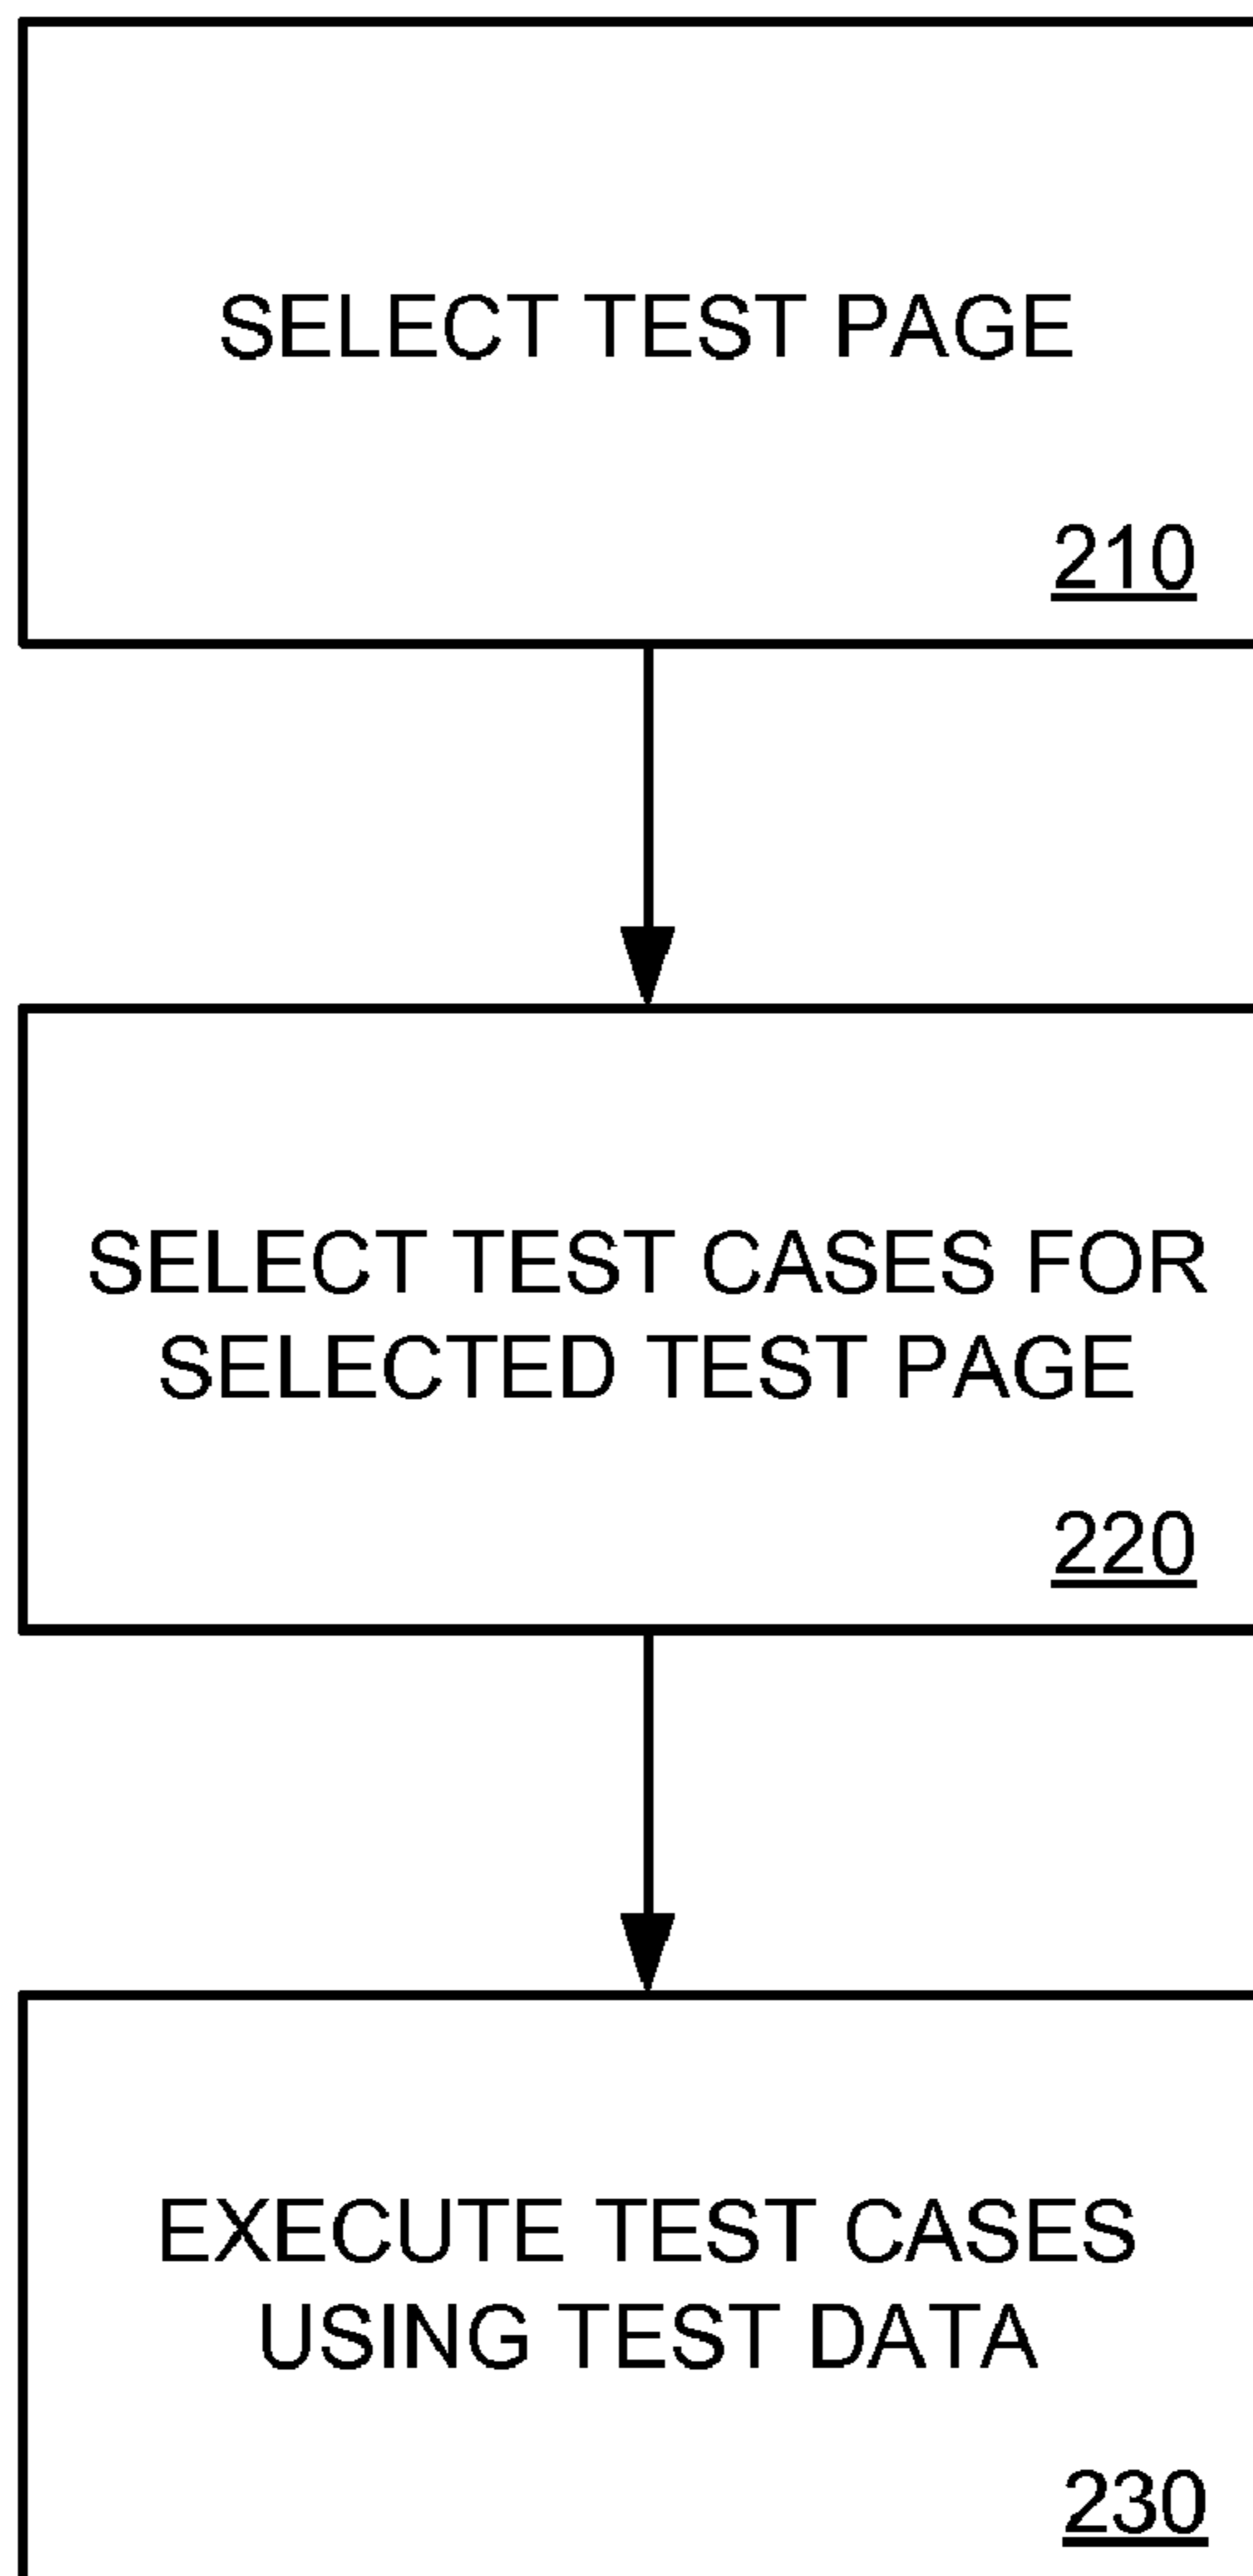 SELECT TEST PAGE
210
SELECT TEST CASES FOR
SELECTED TEST PAGE
220
EXECUTE TEST CASES
USING TEST DATA
230